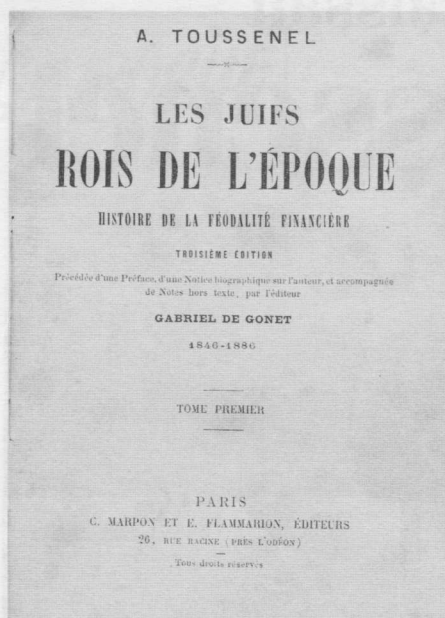 A. TOUSSENEL
LES JUIFS
ROIS DE L'ÉPOQUE
HISTOIRE DE LA FÉODALITÉ FINANCIÈRE
TROISIÈME ÉDITION
Précédée d'une Préface, d'une Notice biographique sur l'auteur, et accompagnée
de Notes hors texte, par l'éditeur
GABRIEL DE GONET
1846-1886
TOME PREMIER
PARIS
C. MARPON ET E. FLAMMARION, ÉDITEURS
26, RUE RACINE (PRÈS L'ODÉON)
Tous droits réservés